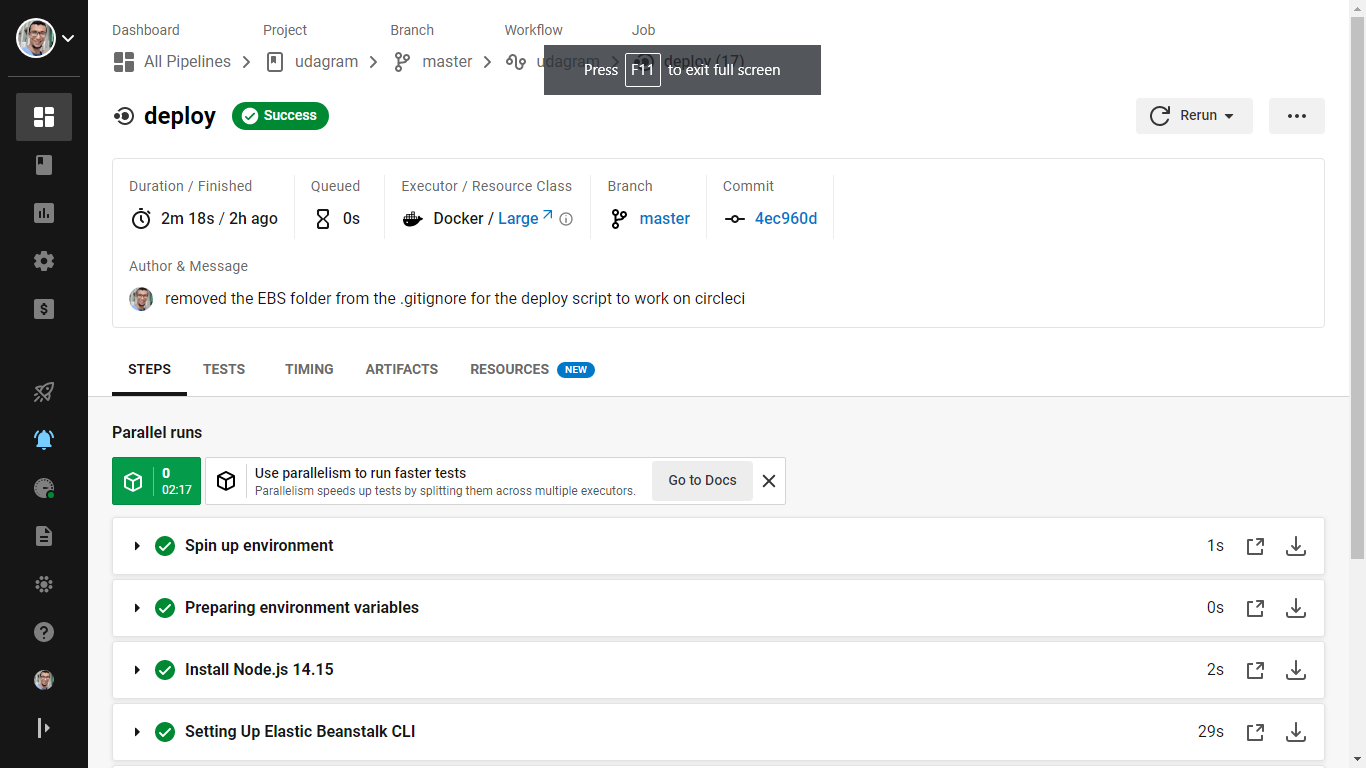 Dashboard Project Branch Workflow Job
All Pipelines udagram master udagram deploy (17)
Press F11 to exit full screen
deploy Success Rerun
Duration / Finished Queued Executor / Resource Class Branch Commit
2m 18s / 2h ago 0s Docker / Large master 4ec960d
Author & Message
removed the EBS folder from the .gitignore for the deploy script to work on circleci
STEPS TESTS TIMING ARTIFACTS RESOURCES NEW
Parallel runs
0
02:17
Use parallelism to run faster tests
Parallelism speeds up tests by splitting them across multiple executors.
Go to Docs
Spin up environment 1s
Preparing environment variables 0s
Install Node.js 14.15 2s
Setting Up Elastic Beanstalk CLI 29s